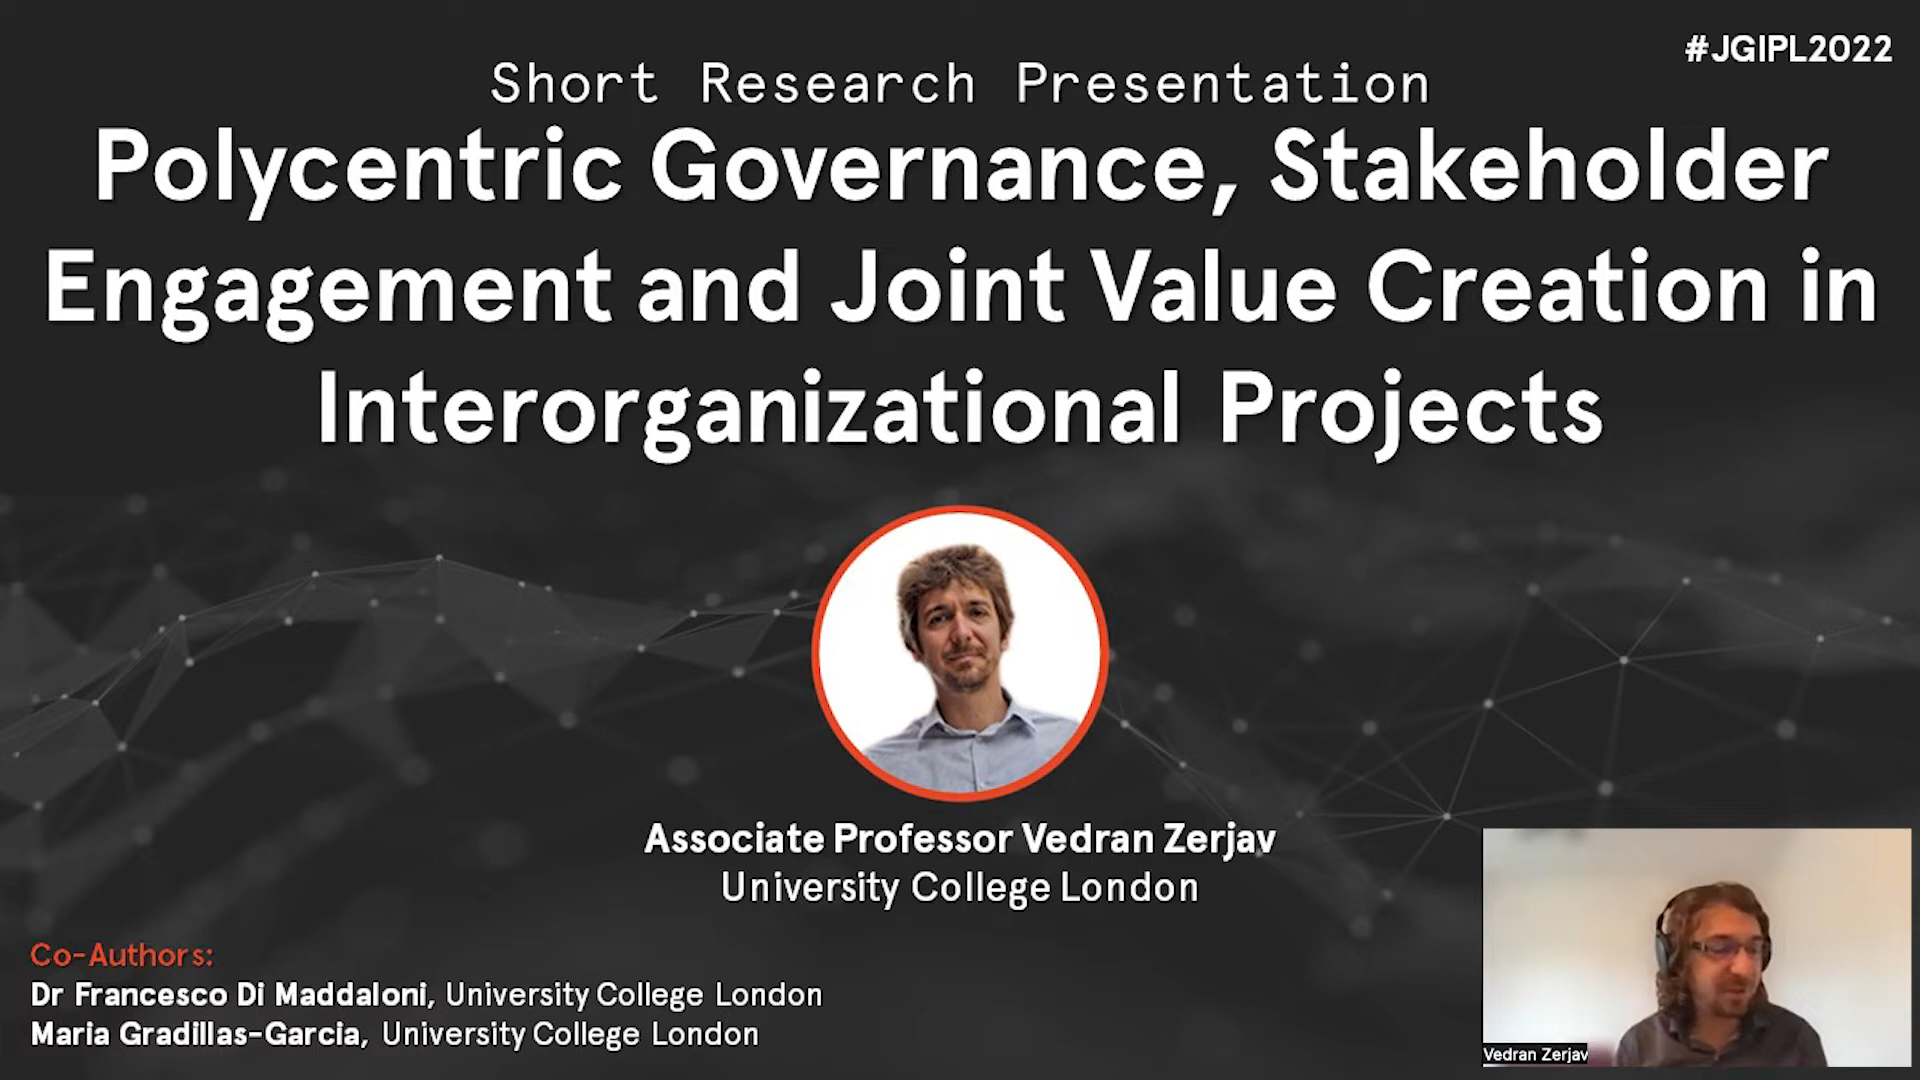 #JGIPL2022
Short Research Presentation
Polycentric Governance, Stakeholder
Engagement and Joint Value Creation in
Interorganizational Projects
Associate Professor Vedran Zerjav
University College London
Co-Authors:
Dr Francesco Di Maddaloni, University College London
Maria Gradillas-Garcia, University College London
Vedran Zerjav